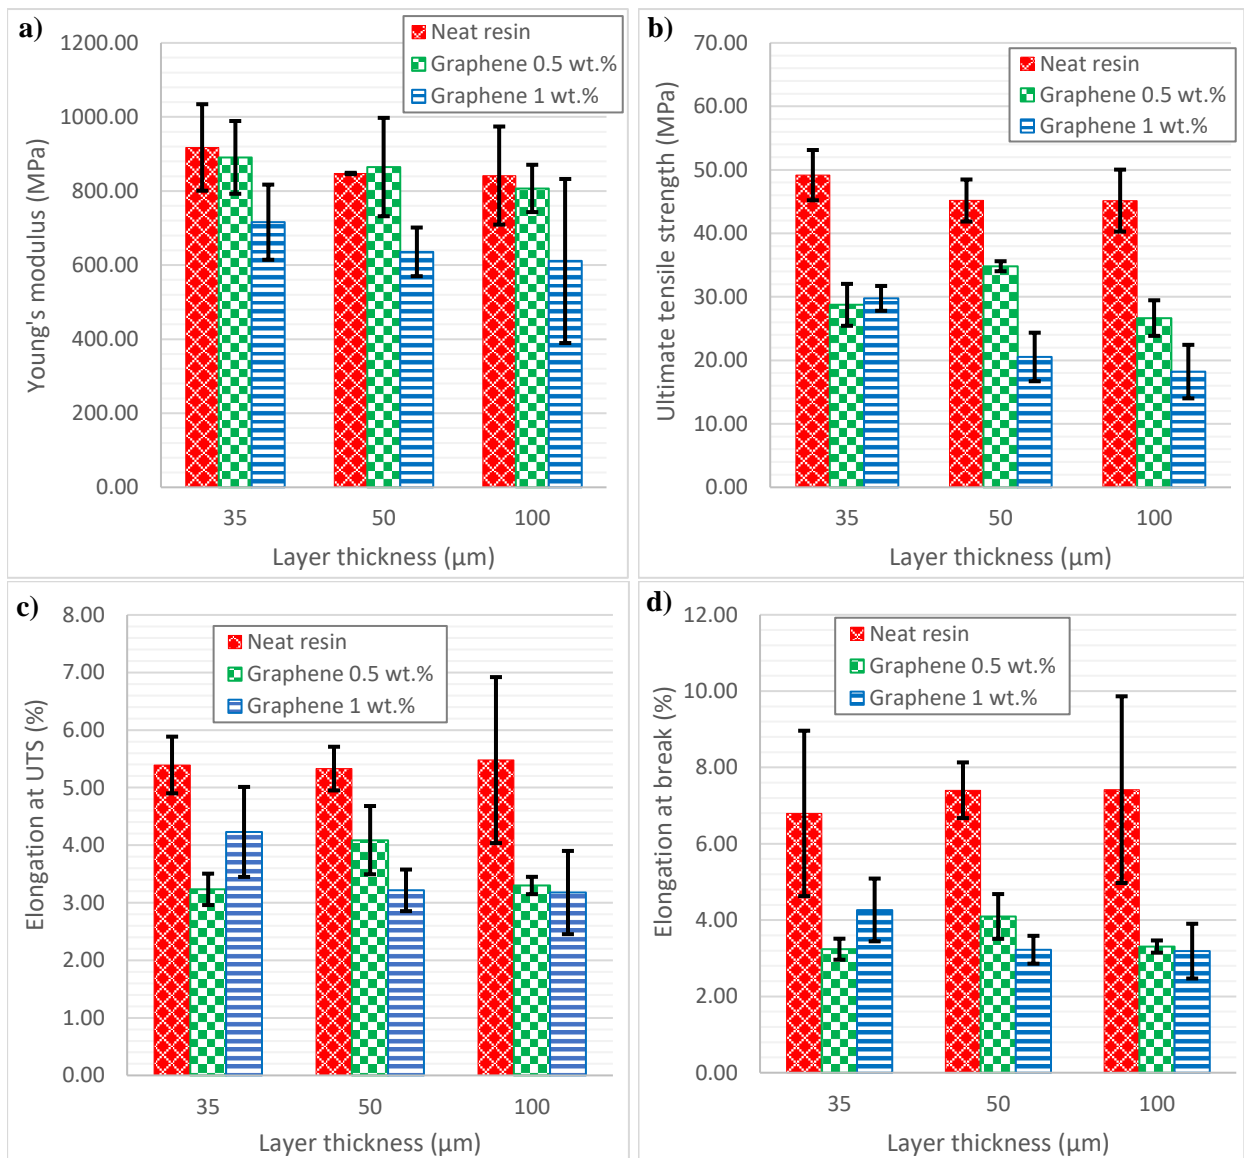 a)
1200.00
1000.00
800.00
600.00
400.00
200.00
0.00
Young's modulus (MPa)
Neat resin
Graphene 0.5 wt.%
Graphene 1 wt.%
35 50 100
Layer thickness (μm)
b)
70.00
60.00
50.00
40.00
30.00
20.00
10.00
0.00
Ultimate tensile strength (MPa)
Neat resin
Graphene 0.5 wt.%
Graphene 1 wt.%
35 50 100
Layer thickness (μm)
c)
8.00
7.00
6.00
5.00
4.00
3.00
2.00
1.00
0.00
Elongation at UTS (%)
Neat resin
Graphene 0.5 wt.%
Graphene 1 wt.%
35 50 100
Layer thickness (μm)
d)
12.00
10.00
8.00
6.00
4.00
2.00
0.00
Elongation at break (%)
Neat resin
Graphene 0.5 wt.%
Graphene 1 wt.%
35 50 100
Layer thickness (μm)